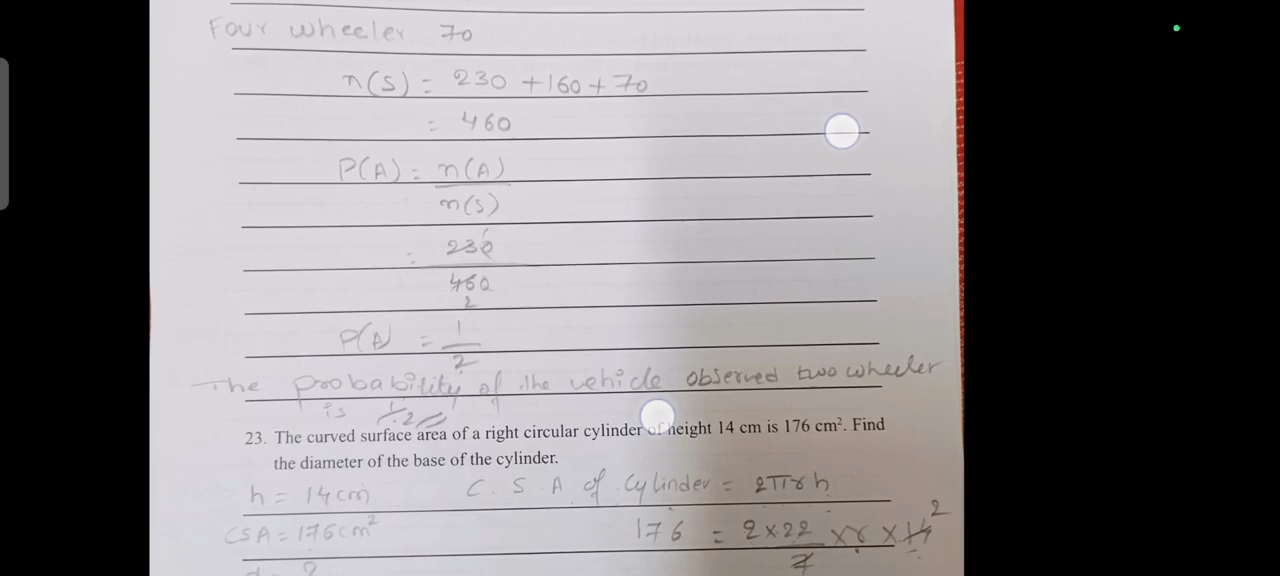 Four wheeler 70
n(S) = 230 + 160 + 70
= 460
P(A) = n(A)
n(S)
= 230
460
2
P(A) = 1
2
The probability of the vehicle observed two wheeler
is 1/2
23. The curved surface area of a right circular cylinder of height 14 cm is 176 cm². Find
the diameter of the base of the cylinder.
h = 14cm C. S. A of Cylinder = 2πrh
CSA = 176cm² 176 = 2 × 22 × r × 14 2
7
d = ?